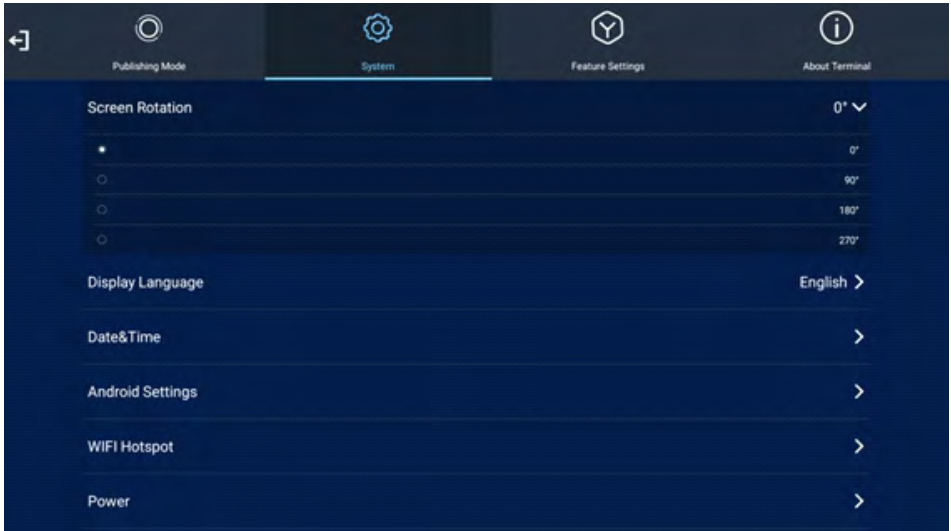 Publishing Mode
System
Feature Settings
About Terminal
Screen Rotation 0°
0°
90°
180°
270°
Display Language English
Date&Time
Android Settings
WIFI Hotspot
Power